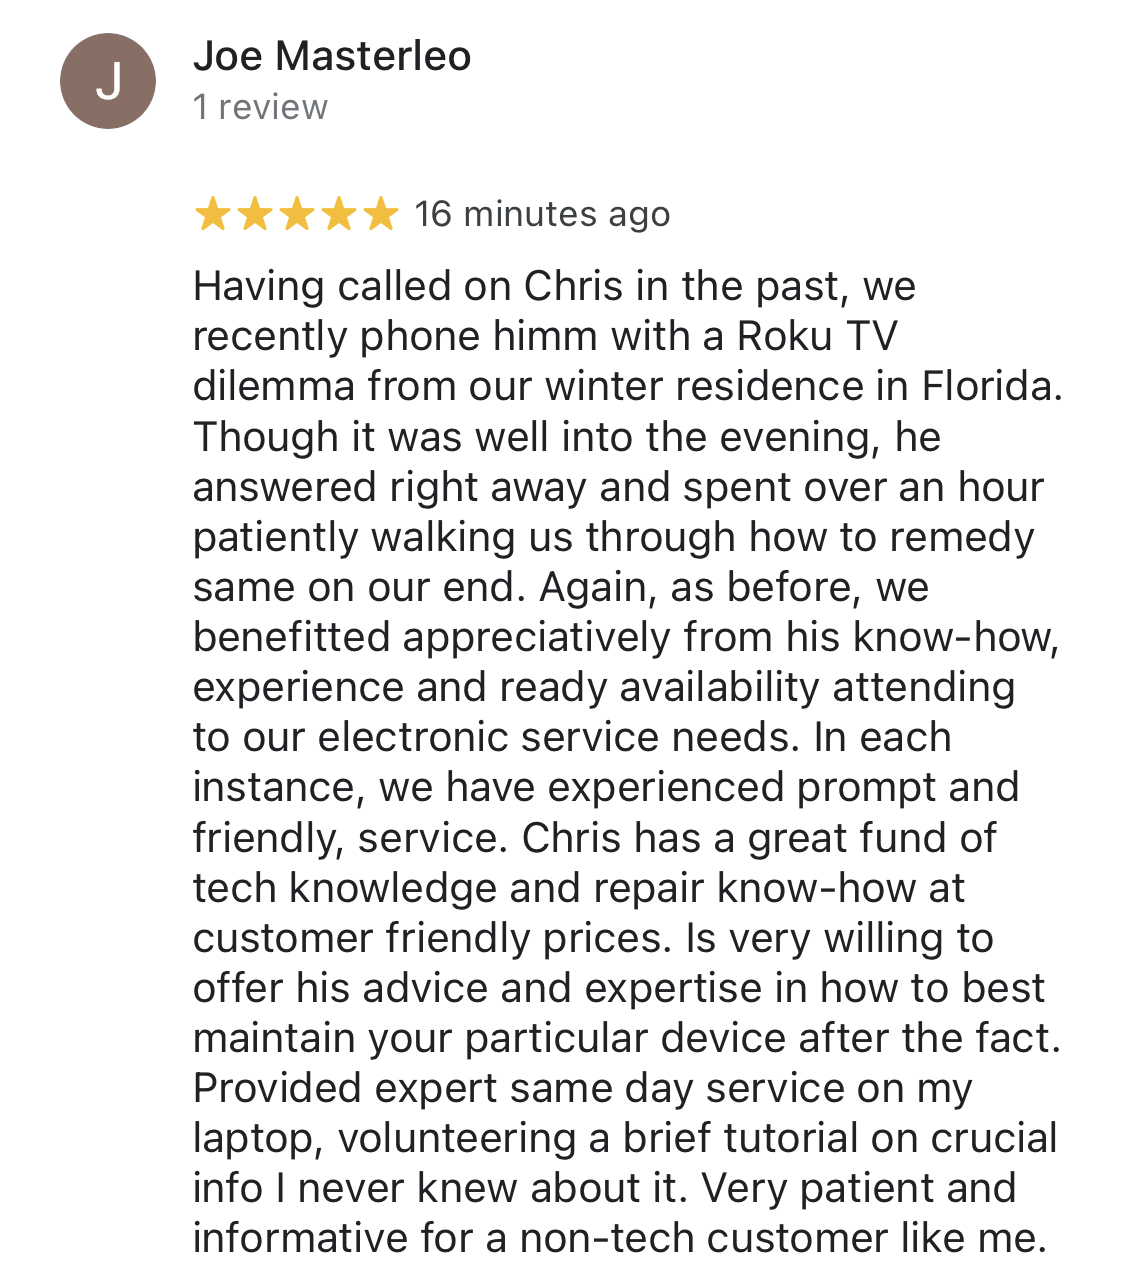 J
Joe Masterleo
1 review
★★★★★ 16 minutes ago
Having called on Chris in the past, we
recently phone himm with a Roku TV
dilemma from our winter residence in Florida.
Though it was well into the evening, he
answered right away and spent over an hour
patiently walking us through how to remedy
same on our end. Again, as before, we
benefitted appreciatively from his know-how,
experience and ready availability attending
to our electronic service needs. In each
instance, we have experienced prompt and
friendly, service. Chris has a great fund of
tech knowledge and repair know-how at
customer friendly prices. Is very willing to
offer his advice and expertise in how to best
maintain your particular device after the fact.
Provided expert same day service on my
laptop, volunteering a brief tutorial on crucial
info I never knew about it. Very patient and
informative for a non-tech customer like me.